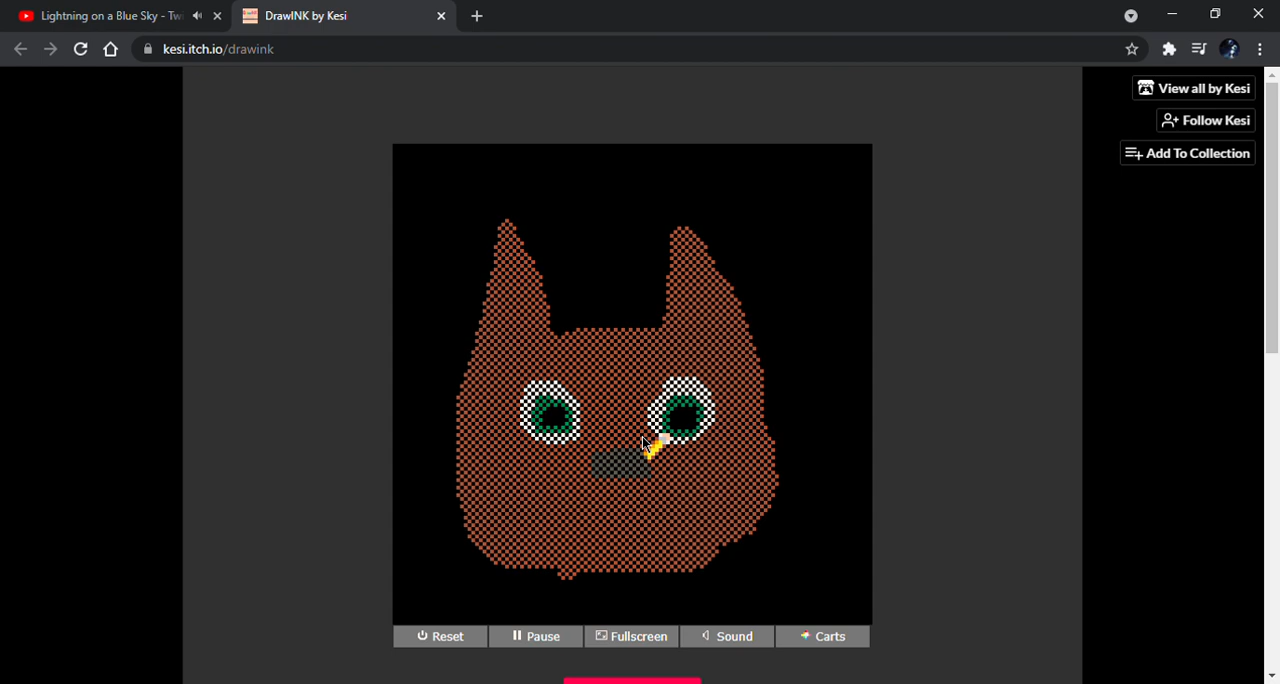 Lightning on a Blue Sky - Tw
DrawINK by Kesi
kesi.itch.io/drawink
View all by Kesi
Follow Kesi
Add To Collection
Reset
Pause
Fullscreen
Sound
Carts